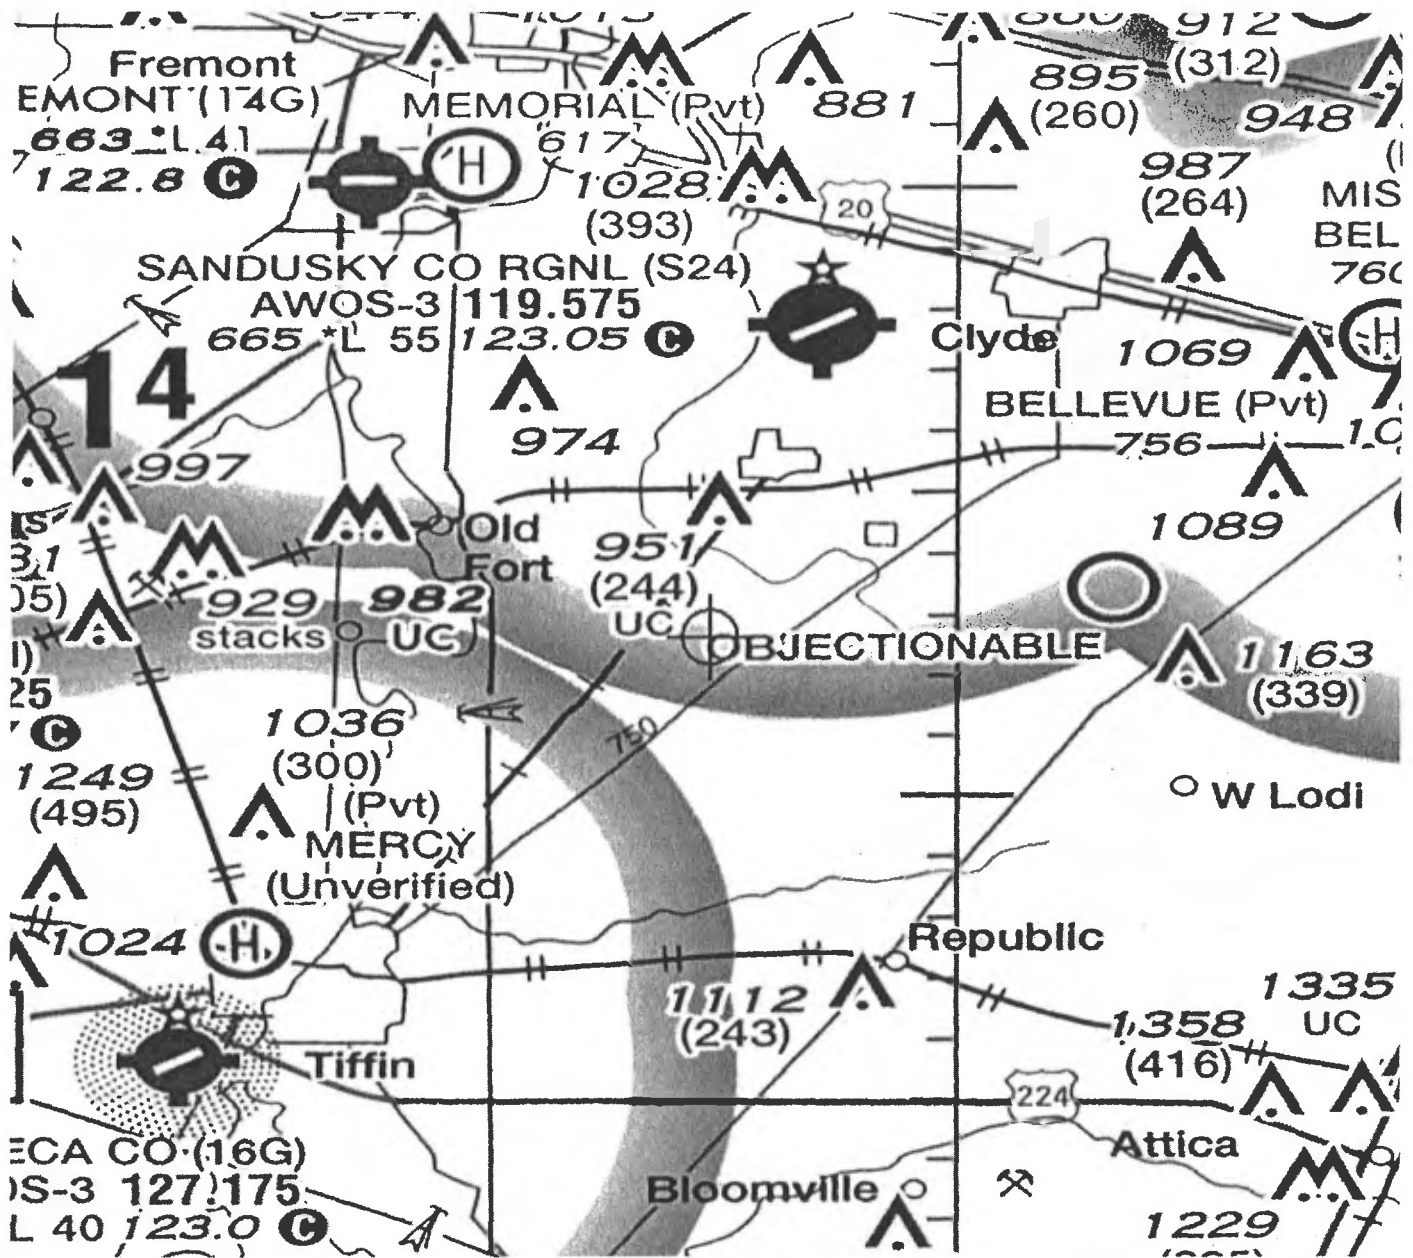 912
(312)
895
(260)
948
Fremont
EMONT (14G)
663 *L 41
122.8 C
MEMORIAL (Pvt)
617
881
H
1028
(393)
20
987
(264)
MIS
BEL
760
H
SANDUSKY CO RGNL (S24)
AWOS-3 119.575
665 *L 55 123.05 C
Clyde
1069
BELLEVUE (Pvt)
756
14
997
974
1089
Old
Fort
951
(244)
UC
929
stacks
982
UC
OBJECTIONABLE
1163
(339)
05)
25
C
1036
(300)
750
1249
(495)
(Pvt)
MERCY
(Unverified)
W Lodi
1024
H
Republic
1112
(243)
1335
UC
1358
(416)
Tiffin
224
Attica
ECA CO (16G)
OS-3 127.175
L 40 123.0 C
Bloomville
1229